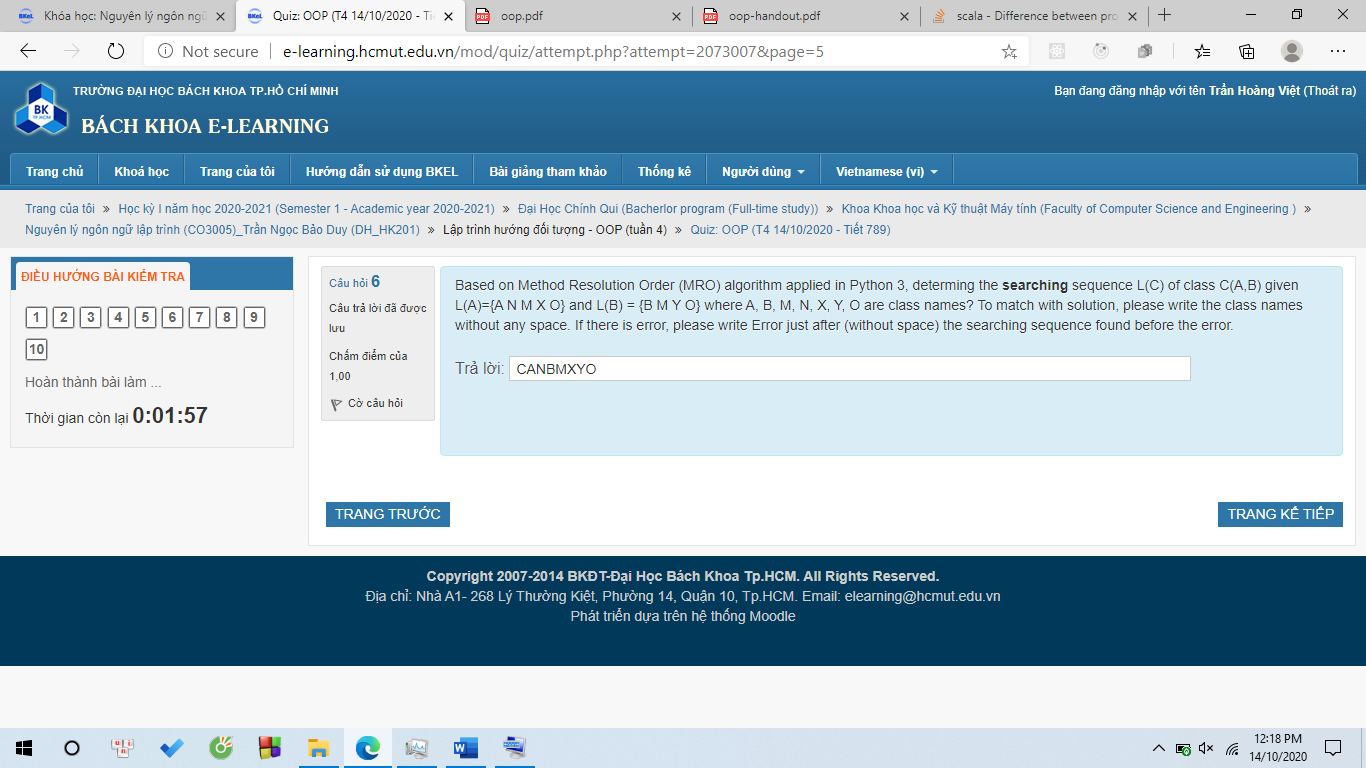 Khóa học: Nguyên lý ngôn ngữ
Quiz: OOP (T4 14/10/2020 - Tiế
oop.pdf
oop-handout.pdf
scala - Difference between pro
Not secure
e-learning.hcmut.edu.vn/mod/quiz/attempt.php?attempt=2073007&page=5
TRƯỜNG ĐẠI HỌC BÁCH KHOA TP.HỒ CHÍ MINH
Bạn đang đăng nhập với tên Trần Hoàng Việt (Thoát ra)
BK
TP.HCM
BÁCH KHOA E-LEARNING
Trang chủ
Khoá học
Trang của tôi
Hướng dẫn sử dụng BKEL
Bài giảng tham khảo
Thống kê
Người dùng
Vietnamese (vi)
Trang của tôi » Học kỳ I năm học 2020-2021 (Semester 1 - Academic year 2020-2021) » Đại Học Chính Qui (Bacherlor program (Full-time study)) » Khoa Khoa học và Kỹ thuật Máy tính (Faculty of Computer Science and Engineering ) »
Nguyên lý ngôn ngữ lập trình (CO3005)_Trần Ngọc Bảo Duy (DH_HK201) » Lập trình hướng đối tượng - OOP (tuần 4) » Quiz: OOP (T4 14/10/2020 - Tiết 789)
ĐIỀU HƯỚNG BÀI KIỂM TRA
1 2 3 4 5 6 7 8 9
10
Hoàn thành bài làm ...
Thời gian còn lại 0:01:57
Câu hỏi 6
Câu trả lời đã được
lưu
Chấm điểm của
1,00
Cờ câu hỏi
Based on Method Resolution Order (MRO) algorithm applied in Python 3, determing the searching sequence L(C) of class C(A,B) given
L(A)={A N M X O} and L(B) = {B M Y O} where A, B, M, N, X, Y, O are class names? To match with solution, please write the class names
without any space. If there is error, please write Error just after (without space) the searching sequence found before the error.
Trả lời: CANBMXYO
TRANG TRƯỚC
TRANG KẾ TIẾP
Copyright 2007-2014 BKĐT-Đại Học Bách Khoa Tp.HCM. All Rights Reserved.
Địa chỉ: Nhà A1- 268 Lý Thường Kiệt, Phường 14, Quận 10, Tp.HCM. Email: elearning@hcmut.edu.vn
Phát triển dựa trên hệ thống Moodle
12:18 PM
14/10/2020